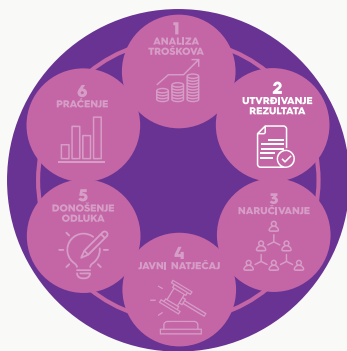 1
ANALIZA
TROŠKOVA
2
UTVRĐIVANJE
REZULTATA
3
NARUČIVANJE
4
JAVNI NATJEČAJ
5
DONOŠENJE
ODLUKA
6
PRAĆENJE